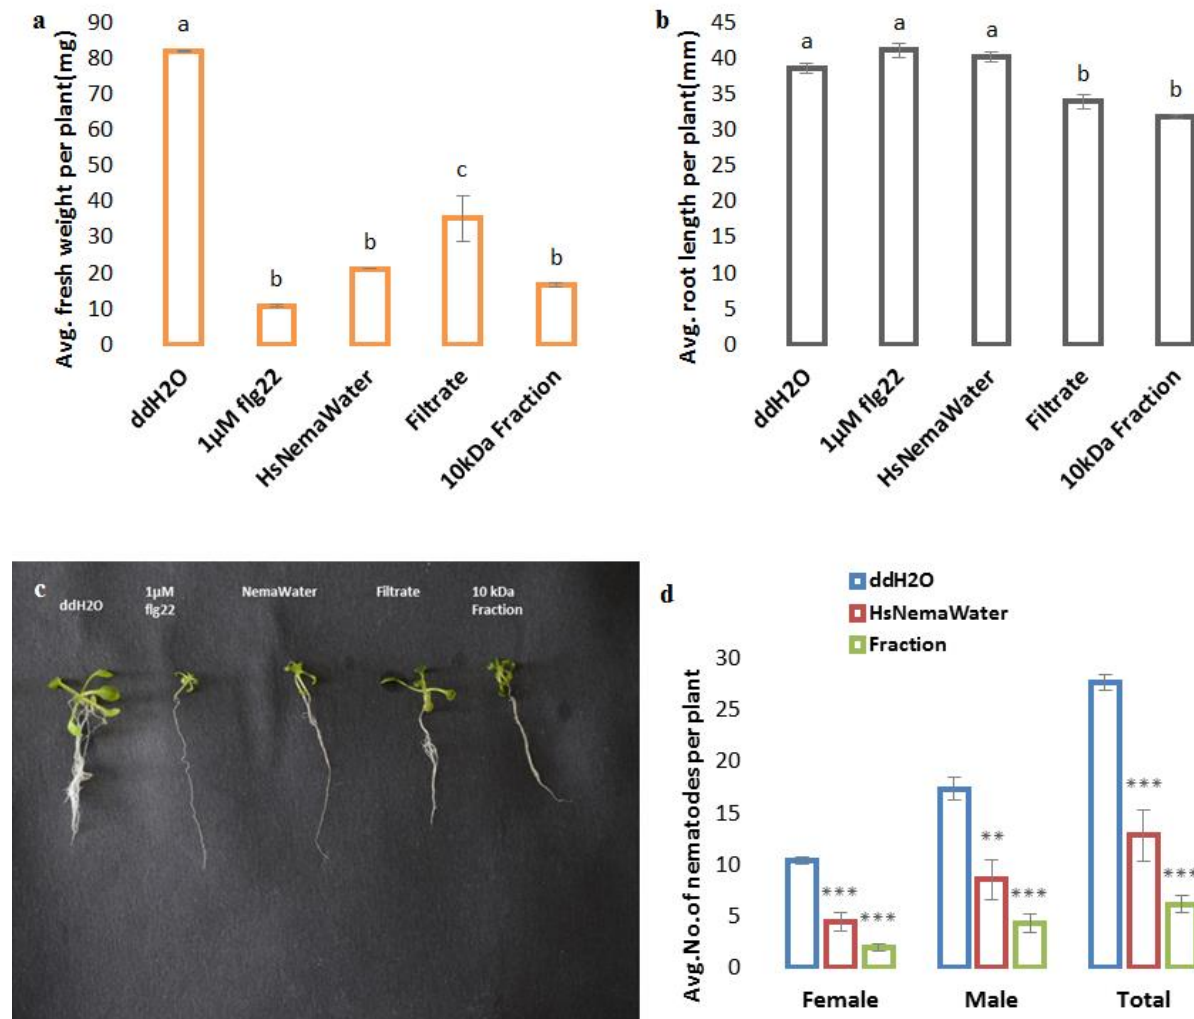 a
Avg. fresh weight per plant(mg)
90
80
70
60
50
40
30
20
10
0
a
b
b
c
b
ddH2O
1µM flg22
HsNemaWater
Filtrate
10kDa Fraction
b
Avg. root length per plant(mm)
45
40
35
30
25
20
15
10
5
0
a
a
a
b
b
ddH2O
1µM flg22
HsNemaWater
Filtrate
10kDa Fraction
c
ddH2O
1µM
flg22
NemaWater
Filtrate
10 kDa
Fraction
d
ddH2O
HsNemaWater
Fraction
Avg.No.of nematodes per plant
30
25
20
15
10
5
0
***
***
**
***
***
***
Female
Male
Total